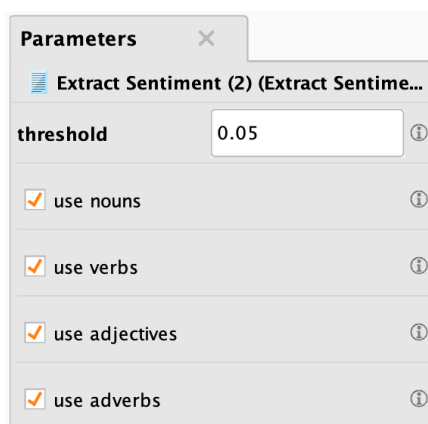 Parameters
Extract Sentiment (2) (Extract Sentime...
threshold 0.05
use nouns
use verbs
use adjectives
use adverbs